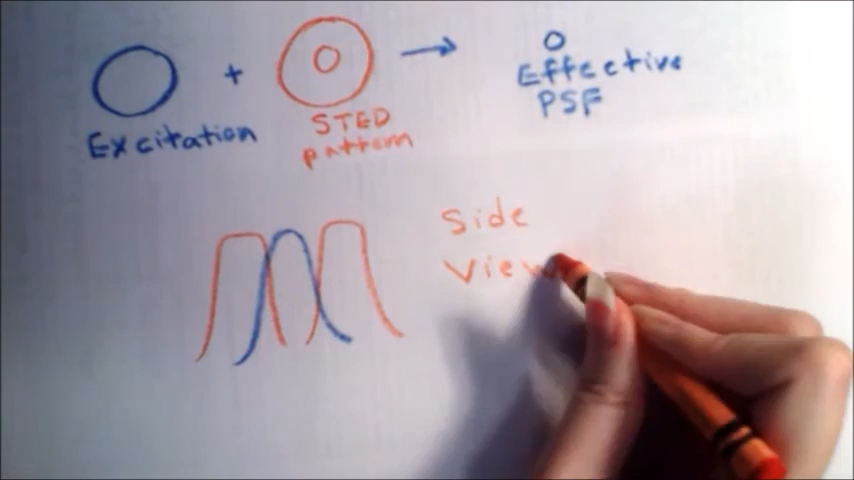 +
Excitation
STED
pattern
Effective
PSF
Side
View